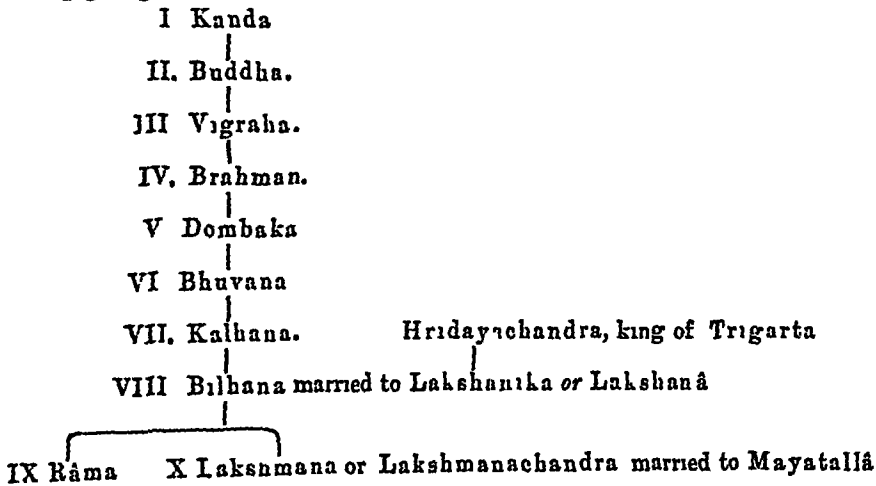 I Kanda
II. Buddha.
III Vigraha.
IV. Brahman.
V Dombaka
VI Bhuvana
VII. Kalhana. Hridayachandra, king of Trigarta
VIII Bilhana married to Lakshanika or Lakshanâ
IX Râma X Lakshmana or Lakshmanachandra married to Mayatallâ